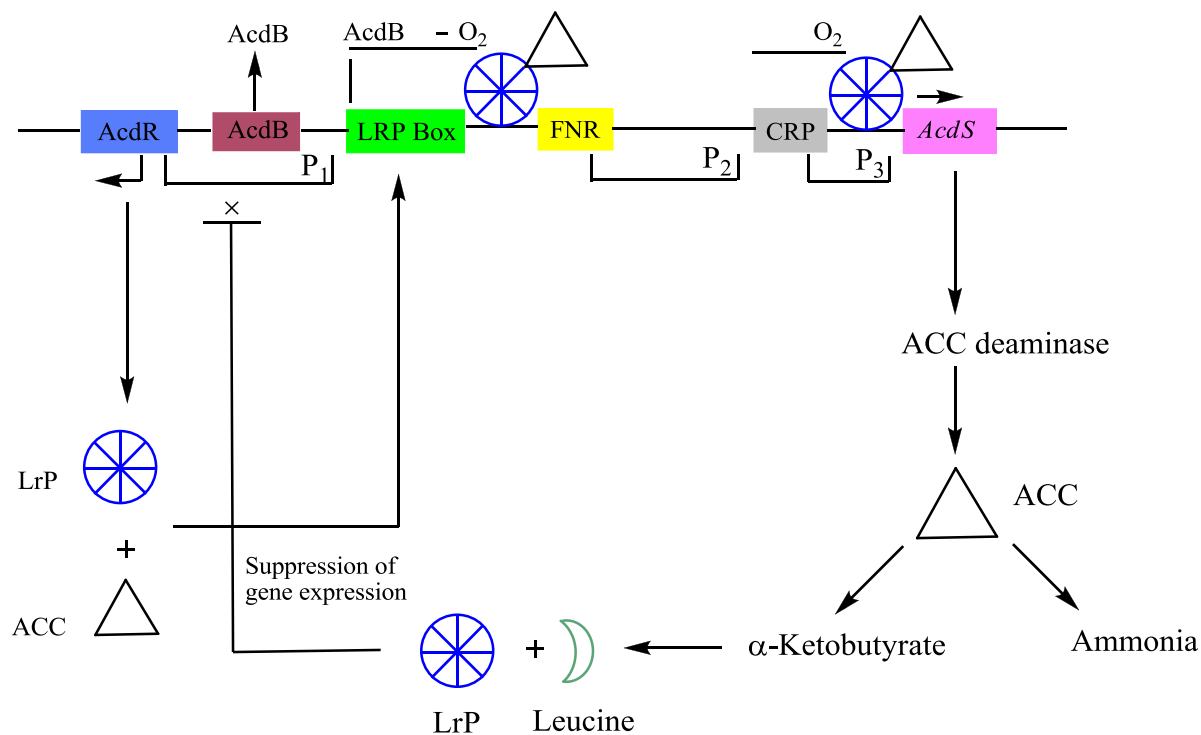 AcdB
AcdB – O2
O2
AcdR
AcdB
LRP Box
FNR
CRP
AcdS
P1
P2
P3
×
ACC deaminase
LrP
ACC
+
Suppression of
gene expression
ACC
LrP
+
Leucine
α-Ketobutyrate
Ammonia